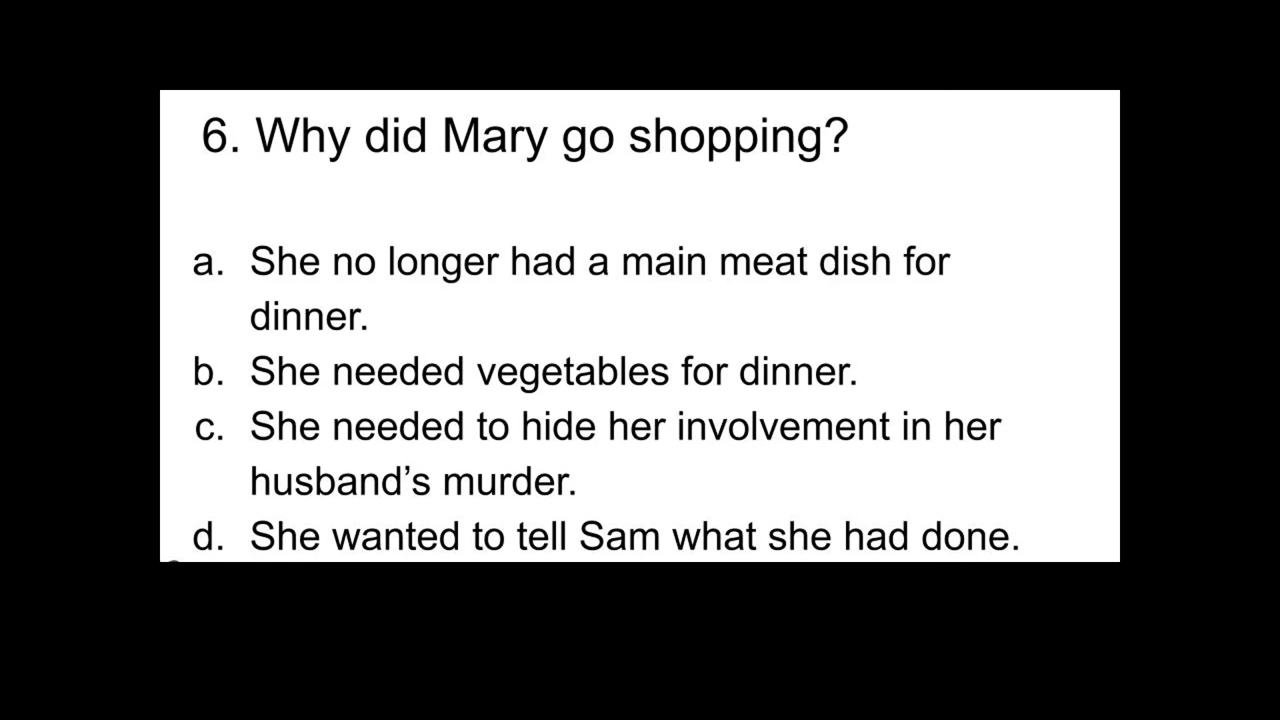 6. Why did Mary go shopping?
a. She no longer had a main meat dish for
dinner.
b. She needed vegetables for dinner.
c. She needed to hide her involvement in her
husband’s murder.
d. She wanted to tell Sam what she had done.